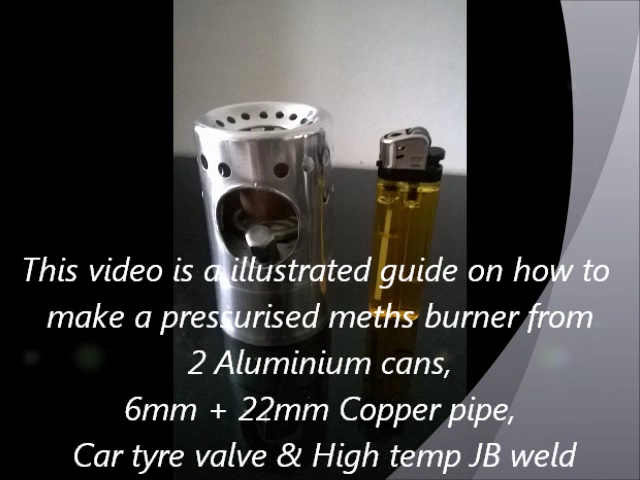 This video is a illustrated guide on how to
make a pressurised meths burner from
2 Aluminium cans,
6mm + 22mm Copper pipe,
Car tyre valve & High temp JB weld